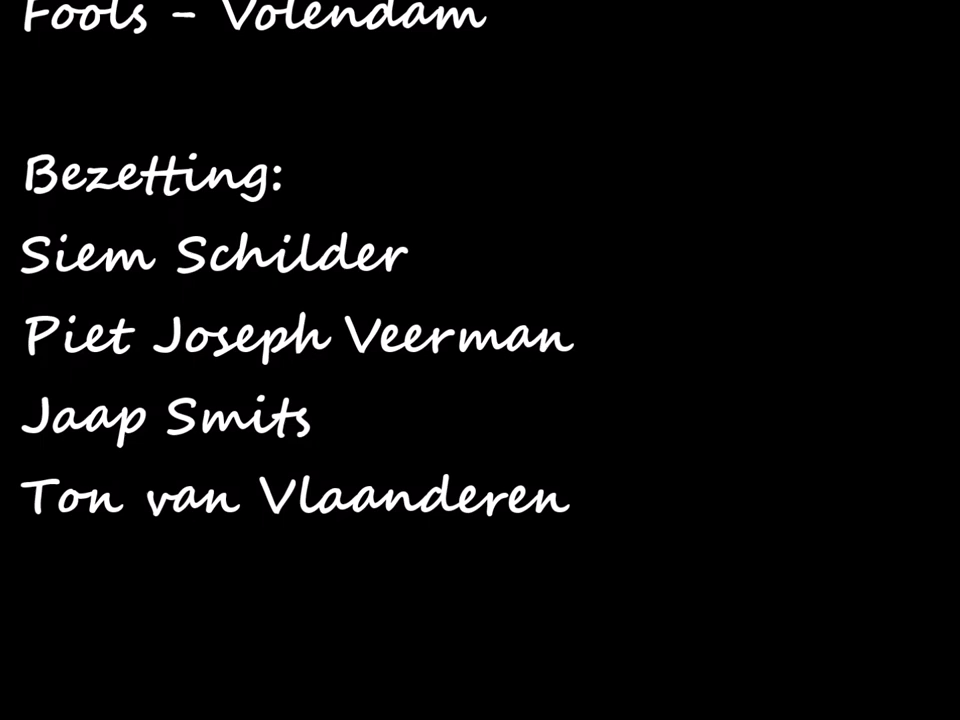 Fools - Volendam
Bezetting:
Siem Schilder
Piet Joseph Veerman
Jaap Smits
Ton van Vlaanderen